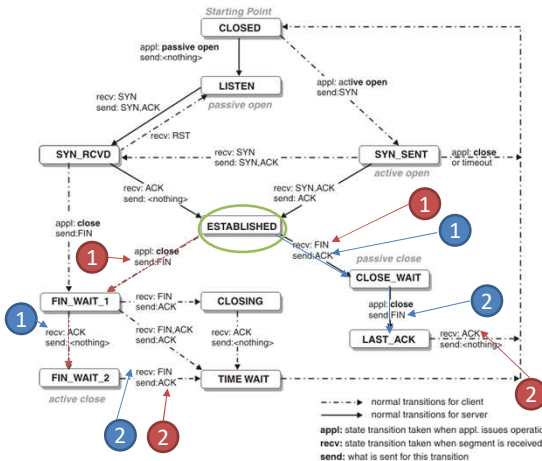 Starting Point
CLOSED
appl: passive open
send:<nothing>
appl: active open
send:SYN
LISTEN
passive open
recv: SYN
send: SYN,ACK
recv: RST
SYN_RCVD
recv: SYN
send: SYN,ACK
SYN_SENT
active open
appl: close
or timeout
recv: ACK
send:<nothing>
recv: SYN,ACK
send: ACK
appl: close
send:FIN
ESTABLISHED
1
1
1
appl: close
send:FIN
recv: FIN
send:ACK
passive close
CLOSE_WAIT
FIN_WAIT_1
recv: FIN
send:ACK
CLOSING
appl: close
send:FIN
2
1
recv: ACK
send:<nothing>
recv: FIN,ACK
send:ACK
recv: ACK
send:<nothing>
LAST_ACK
recv: ACK
send:<nothing>
FIN_WAIT_2
active close
recv: FIN
send:ACK
TIME WAIT
2
2
2
normal transitions for client
normal transitions for server
appl: state transition taken when appl. issues operatio
recv: state transition taken when segment is received
send: what is sent for this transition